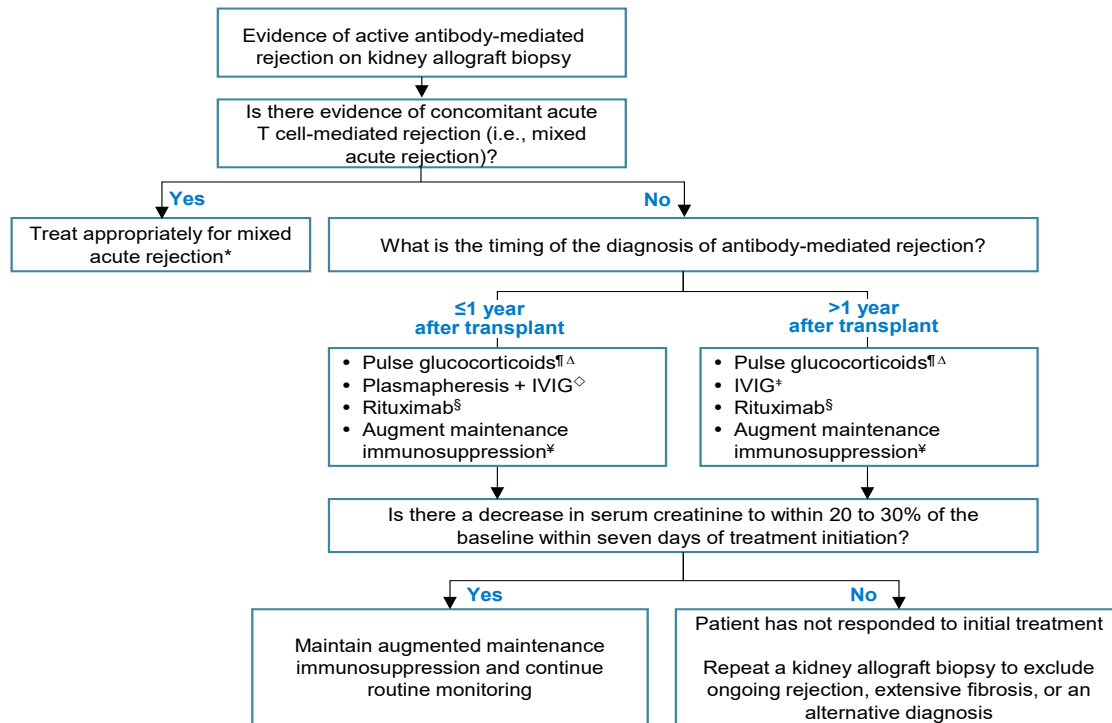 Evidence of active antibody-mediated
rejection on kidney allograft biopsy
Is there evidence of concomitant acute
T cell-mediated rejection (i.e., mixed
acute rejection)?
Yes
No
Treat appropriately for mixed
acute rejection*
What is the timing of the diagnosis of antibody-mediated rejection?
≤1 year
after transplant
>1 year
after transplant
• Pulse glucocorticoids¶ Δ
• Plasmapheresis + IVIG◇
• Rituximab§
• Augment maintenance
immunosuppression¥
• Pulse glucocorticoids¶ Δ
• IVIG‡
• Rituximab§
• Augment maintenance
immunosuppression¥
Is there a decrease in serum creatinine to within 20 to 30% of the
baseline within seven days of treatment initiation?
Yes
No
Maintain augmented maintenance
immunosuppression and continue
routine monitoring
Patient has not responded to initial treatment
Repeat a kidney allograft biopsy to exclude
ongoing rejection, extensive fibrosis, or an
alternative diagnosis